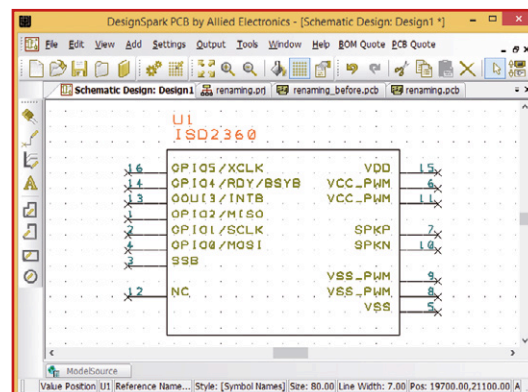 DesignSpark PCB by Allied Electronics - [Schematic Design: Design1 *]
File Edit View Add Settings Output Tools Window Help BOM Quote PCB Quote
Schematic Design: Design1 renaming.prj renaming_before.pcb renaming.pcb
U1
ISD2360
16 GPIO5/XCLK VDD 15
14 GPIO4/RDY/BSYB VCC_PWM 6
13 GOUI3/INTB VCC_PWM 11
1 GPIO2/MISO
2 GPIO1/SCLK SPKP 7
4 GPIO0/MOSI SPKN 10
3 SSB
VSS_PWM 9
12 NC VSS_PWM 8
VSS 5
ModelSource
Value Position U1 Reference Name... Style: [Symbol Names] Size: 80.00 Line Width: 7.00 Pos: 19700.00,21100.00 A